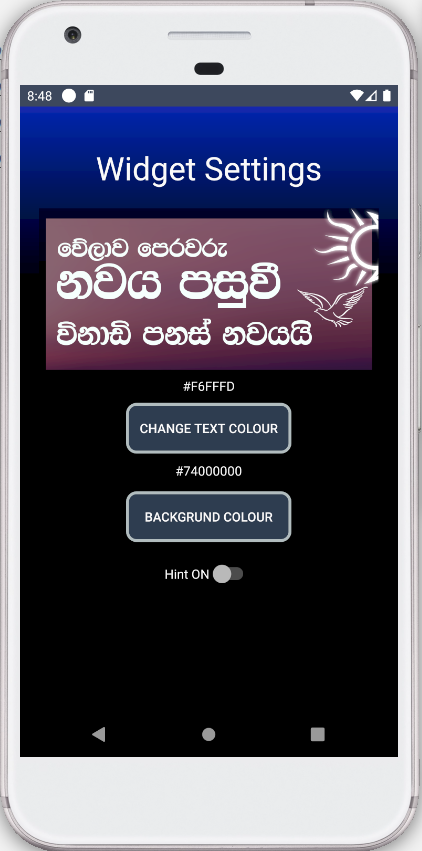 8:48
Widget Settings
වේලාව පෙරවරු
නවය පසුවී
විනාඩි පනස් නවයයි
#F6FFFD
CHANGE TEXT COLOUR
#74000000
BACKGRUND COLOUR
Hint ON